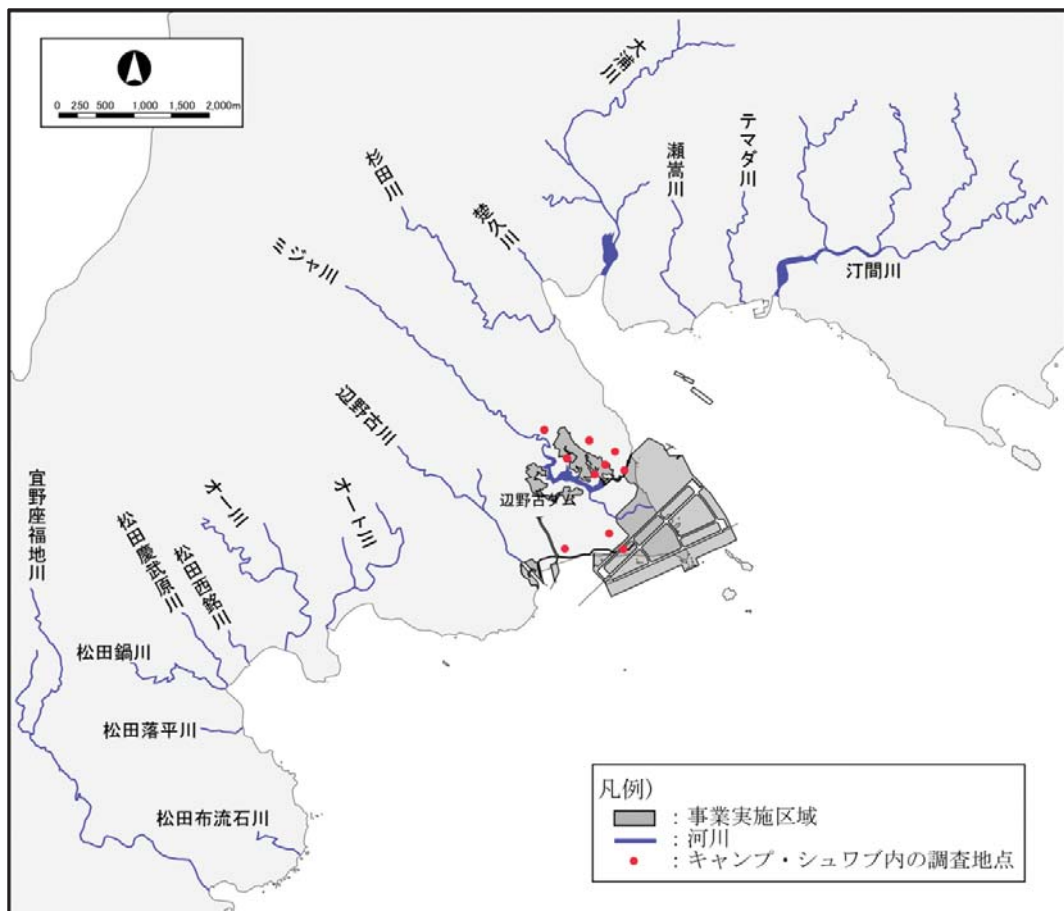 0 250 500 1,000 1,500 2,000m
大浦川
瀬嵩川
テマダ川
杉田川
楚久川
ミジャ川
汀間川
辺野古川
辺野古ダム
宜野座福地川
オー川
オート川
松田慶武原川
松田西銘川
松田鍋川
松田落平川
松田布流石川
凡例)
：事業実施区域
：河川
：キャンプ・シュワブ内の調査地点